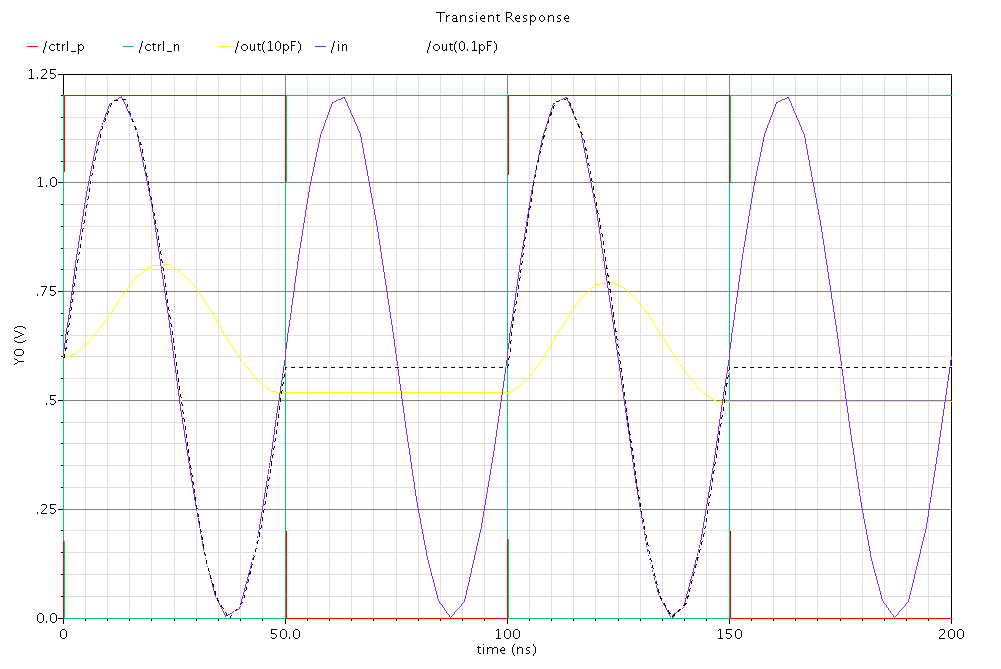 Transient Response
/ctrl_p /ctrl_n /out(10pF) /in /out(0.1pF)
1.25
1.0
.75
.5
.25
0.0
Y0 (V)
0 50.0 100 150 200
time (ns)